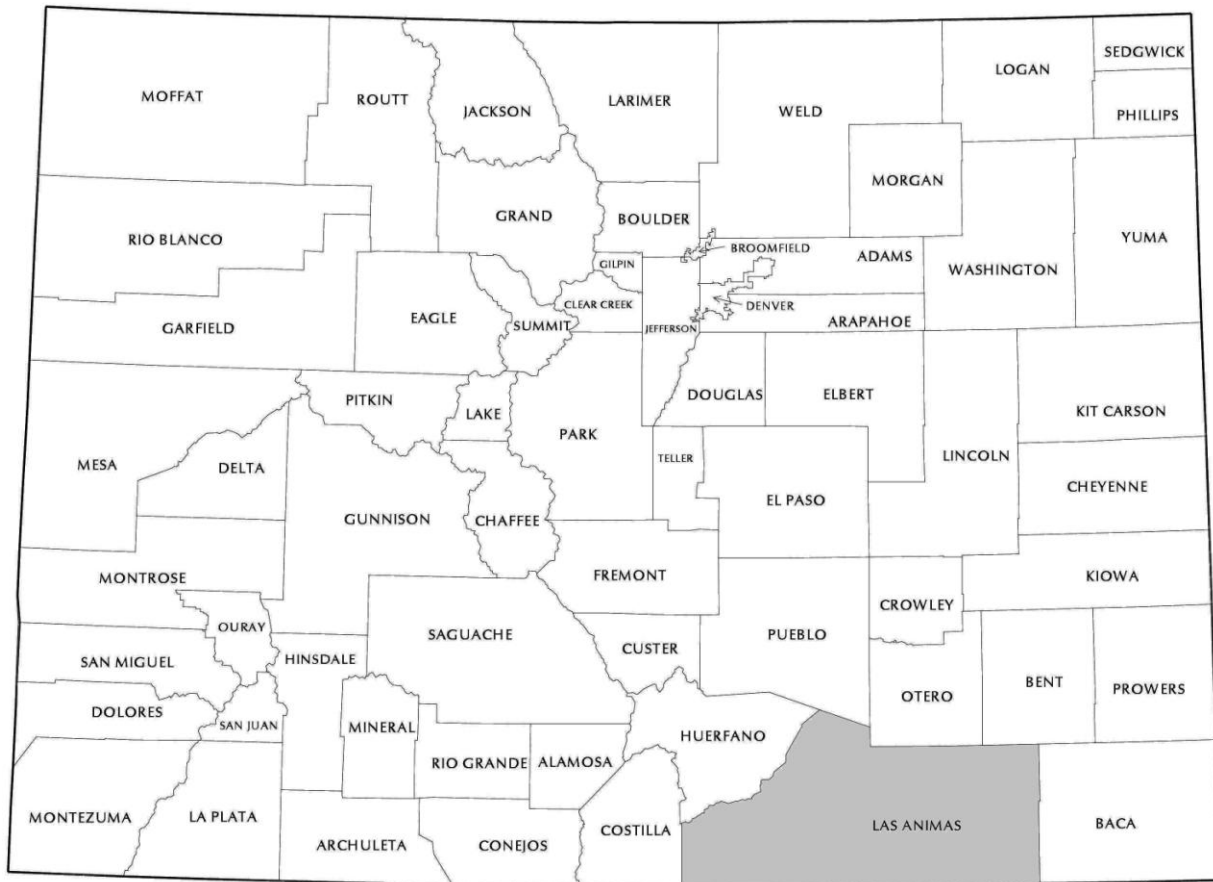 SEDGWICK
LOGAN
MOFFAT
ROUTT
JACKSON
LARIMER
WELD
PHILLIPS
MORGAN
GRAND
BOULDER
RIO BLANCO
YUMA
BROOMFIELD
ADAMS
WASHINGTON
GILPIN
CLEAR CREEK
DENVER
GARFIELD
EAGLE
SUMMIT
JEFFERSON
ARAPAHOE
DOUGLAS
ELBERT
PITKIN
LAKE
KIT CARSON
PARK
MESA
DELTA
TELLER
LINCOLN
CHEYENNE
EL PASO
GUNNISON
CHAFFEE
MONTROSE
FREMONT
KIOWA
CROWLEY
OURAY
SAGUACHE
PUEBLO
SAN MIGUEL
HINSDALE
CUSTER
OTERO
BENT
PROWERS
DOLORES
SAN JUAN
MINERAL
HUERFANO
RIO GRANDE
ALAMOSA
MONTEZUMA
LA PLATA
COSTILLA
LAS ANIMAS
BACA
ARCHULETA
CONEJOS